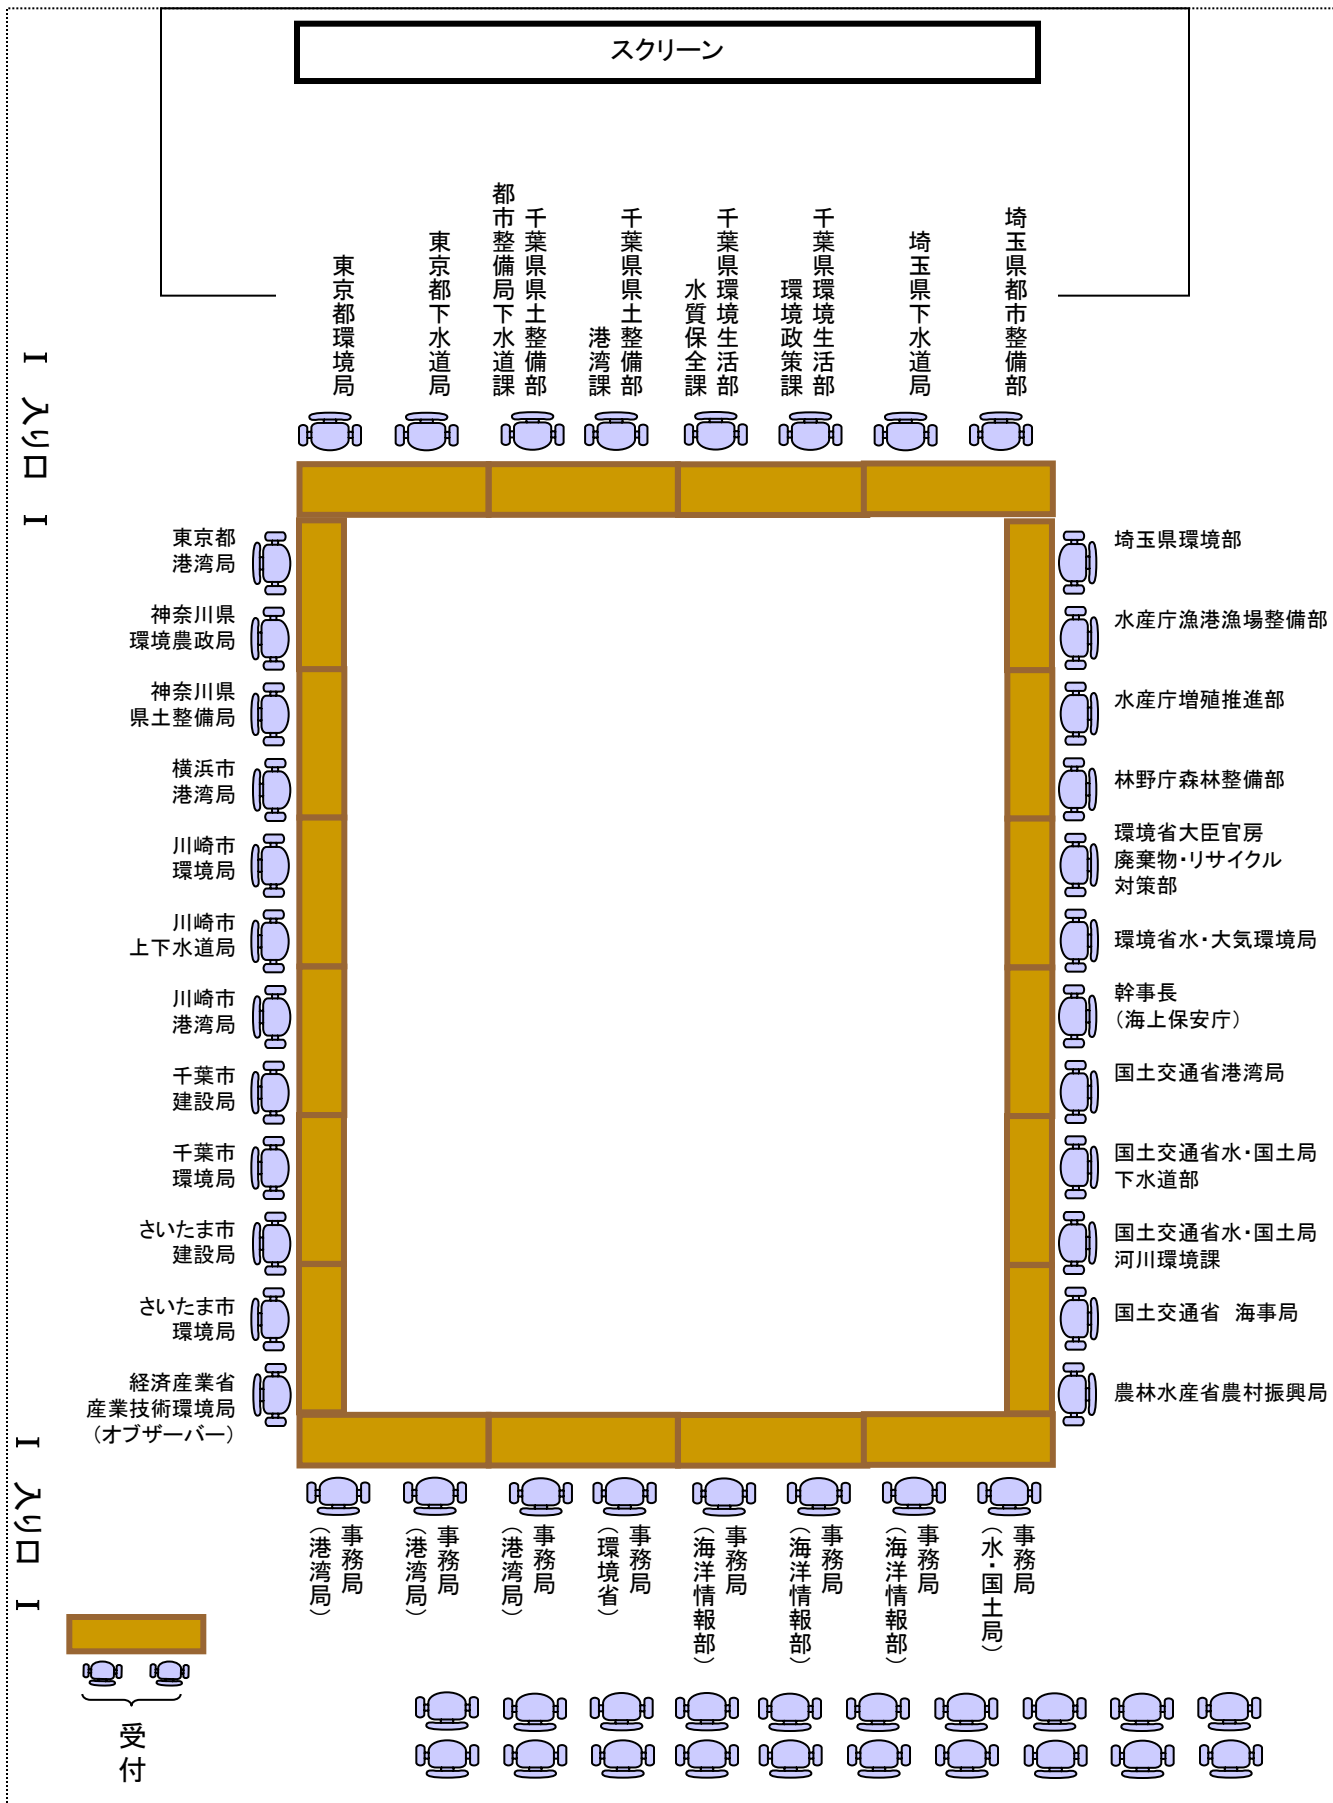 スクリーン
東京都環境局
東京都下水道局
千葉県県土整備部
都市整備局下水道課
千葉県県土整備部
港湾課
千葉県環境生活部
水質保全課
千葉県環境生活部
環境政策課
埼玉県下水道局
埼玉県都市整備部
I 入り口 I
東京都
港湾局
神奈川県
環境農政局
神奈川県
県土整備局
横浜市
港湾局
川崎市
環境局
川崎市
上下水道局
川崎市
港湾局
千葉市
建設局
千葉市
環境局
さいたま市
建設局
さいたま市
環境局
経済産業省
産業技術環境局
（オブザーバー）
埼玉県環境部
水産庁漁港漁場整備部
水産庁増殖推進部
林野庁森林整備部
環境省大臣官房
廃棄物・リサイクル
対策部
環境省水・大気環境局
幹事長
（海上保安庁）
国土交通省港湾局
国土交通省水・国土局
下水道部
国土交通省水・国土局
河川環境課
国土交通省　海事局
農林水産省農村振興局
I 入り口 I
事務局
（港湾局）
事務局
（港湾局）
事務局
（港湾局）
事務局
（環境省）
事務局
（海洋情報部）
事務局
（海洋情報部）
事務局
（海洋情報部）
事務局
（水・国土局）
受付